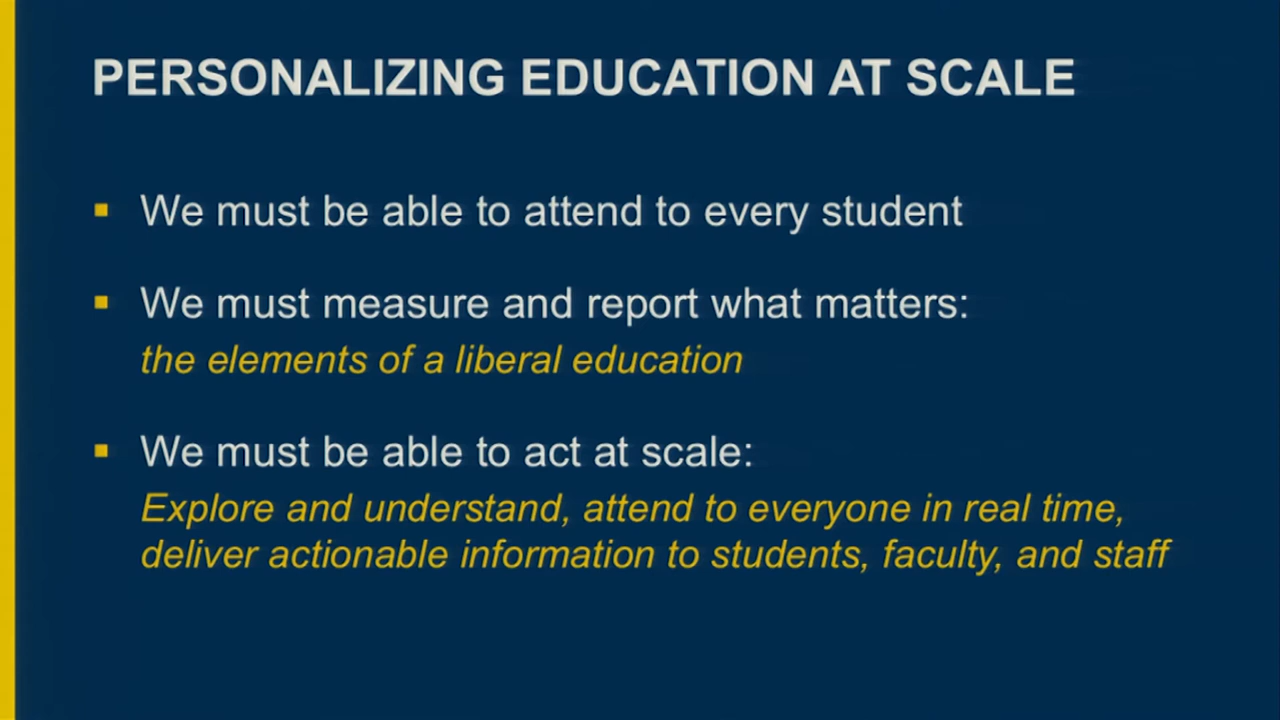 PERSONALIZING EDUCATION AT SCALE
We must be able to attend to every student
We must measure and report what matters:
the elements of a liberal education
We must be able to act at scale:
Explore and understand, attend to everyone in real time,
deliver actionable information to students, faculty, and staff